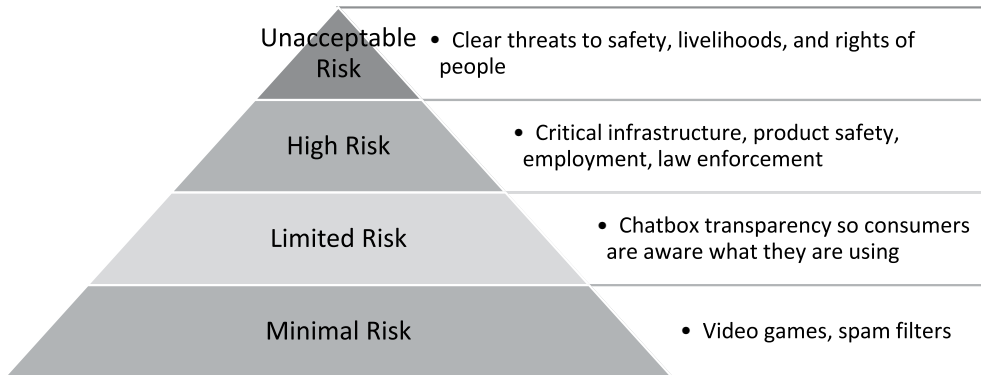 Unacceptable
Risk
• Clear threats to safety, livelihoods, and rights of
people
High Risk
• Critical infrastructure, product safety,
employment, law enforcement
Limited Risk
• Chatbox transparency so consumers
are aware what they are using
Minimal Risk
• Video games, spam filters